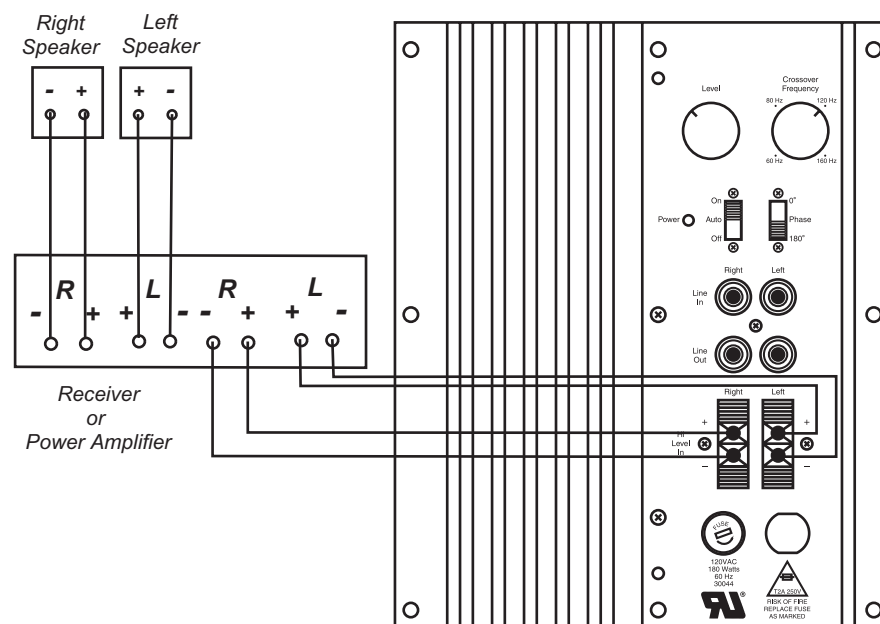 Right
Speaker
Left
Speaker
- +
+ -
R L R L
- + + - - + + -
Receiver
or
Power Amplifier
Level
Crossover
Frequency
80 Hz 120 Hz
60 Hz 160 Hz
Power
On
Auto
Off
0°
Phase
180°
Right Left
Line
In
Line
Out
Right Left
+ +
Hi
Level
In
– –
FUSE
120VAC
180 Watts
60 Hz
30044
T2A 250V
RISK OF FIRE
REPLACE FUSE
AS MARKED